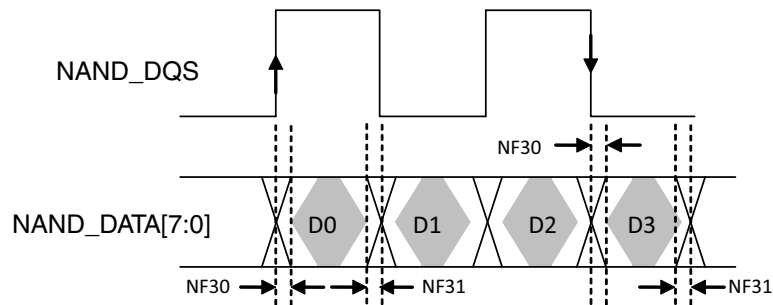 NAND_DQS
NF30
NAND_DATA[7:0]
D0
D1
D2
D3
NF30
NF31
NF31